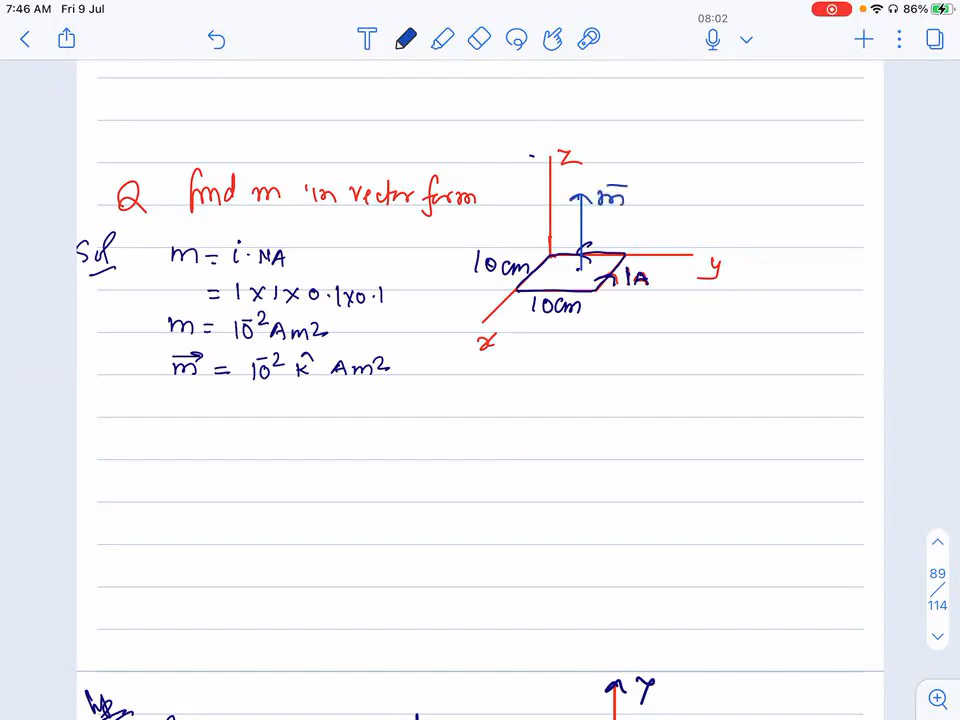 7:46 AM Fri 9 Jul
86%
08:02
T
Q find m in vector form
Sol m = i · NA
= 1 x 1 x 0.1 x 0.1
m = 10^-2 Am2
m⃗ = 10^-2 k̂ Am2
z
m̄
10cm
y
1A
10cm
x
89
/
114
Y